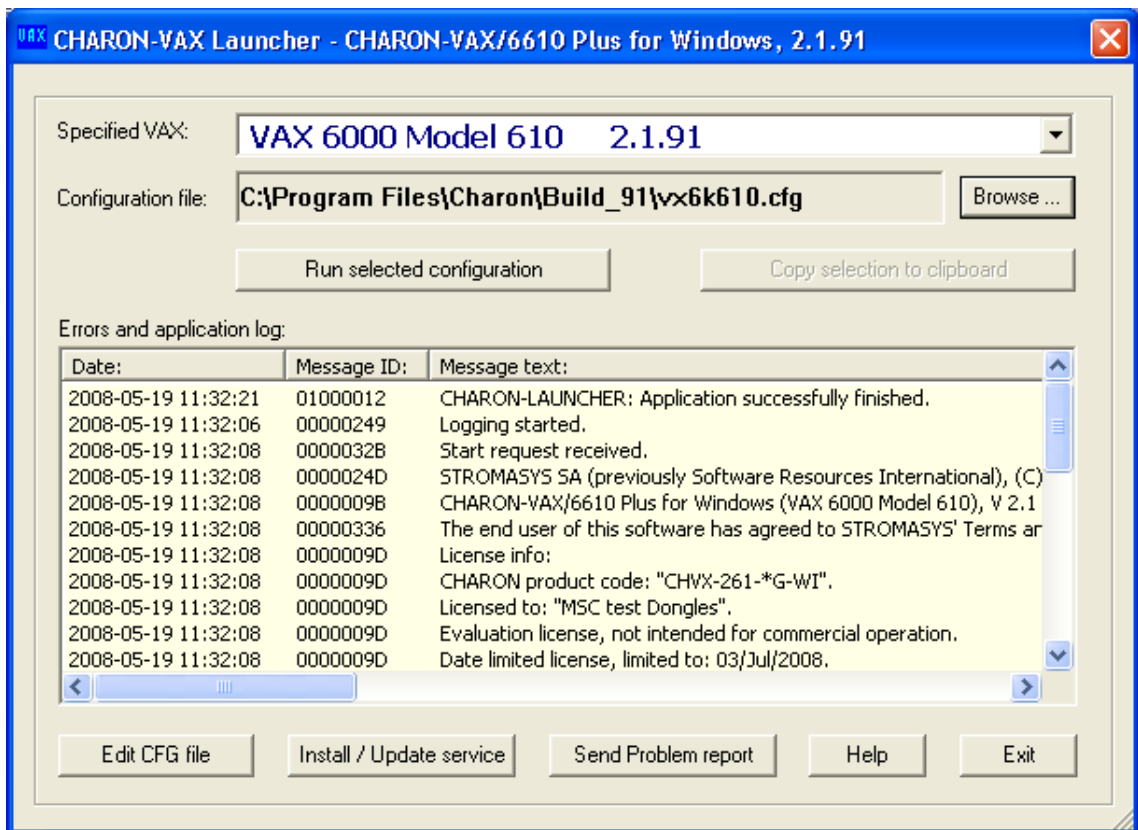 VAX CHARON-VAX Launcher - CHARON-VAX/6610 Plus for Windows, 2.1.91
Specified VAX: VAX 6000 Model 610 2.1.91
Configuration file: C:\Program Files\Charon\Build_91\vx6k610.cfg Browse ...
Run selected configuration Copy selection to clipboard
Errors and application log:
Date: Message ID: Message text:
2008-05-19 11:32:21 01000012 CHARON-LAUNCHER: Application successfully finished.
2008-05-19 11:32:06 00000249 Logging started.
2008-05-19 11:32:08 0000032B Start request received.
2008-05-19 11:32:08 0000024D STROMASYS SA (previously Software Resources International), (C)
2008-05-19 11:32:08 0000009B CHARON-VAX/6610 Plus for Windows (VAX 6000 Model 610), V 2.1
2008-05-19 11:32:08 00000336 The end user of this software has agreed to STROMASYS' Terms ar
2008-05-19 11:32:08 0000009D License info:
2008-05-19 11:32:08 0000009D CHARON product code: "CHVX-261-*G-WI".
2008-05-19 11:32:08 0000009D Licensed to: "MSC test Dongles".
2008-05-19 11:32:08 0000009D Evaluation license, not intended for commercial operation.
2008-05-19 11:32:08 0000009D Date limited license, limited to: 03/Jul/2008.
Edit CFG file Install / Update service Send Problem report Help Exit